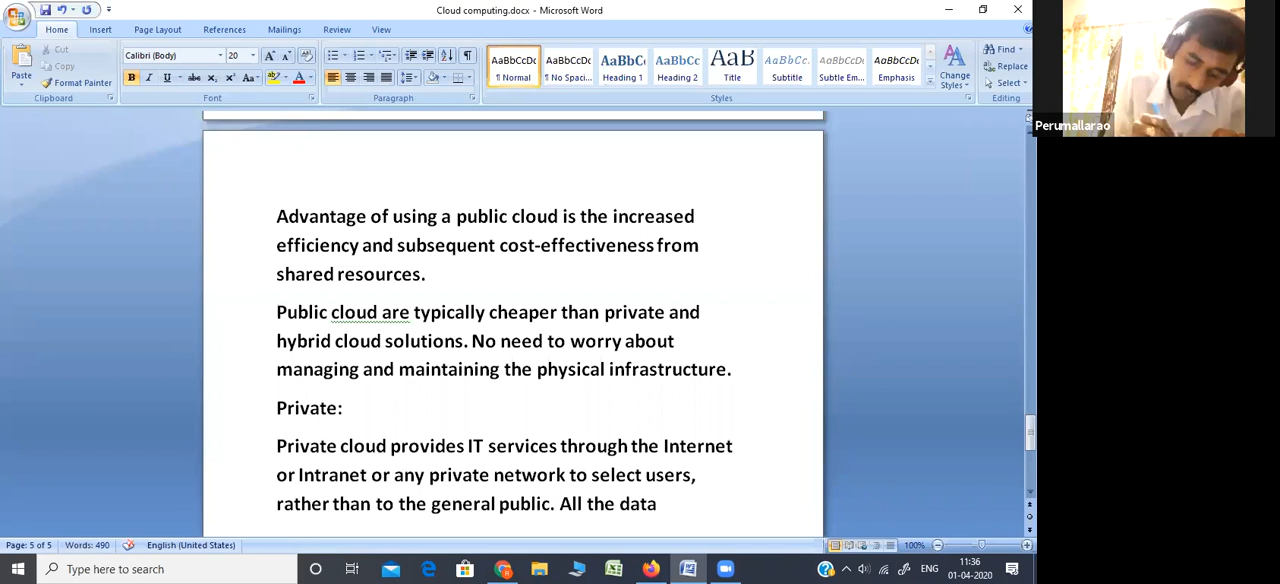 Cloud computing.docx - Microsoft Word
Home Insert Page Layout References Mailings Review View
Paste
Cut
Copy
Format Painter
Clipboard
Calibri (Body) 20
Font
Paragraph
AaBbCcDc AaBbCcDc AaBbC AaBbCc AaB AaBbCc. AaBbCcDi AaBbCcDi
¶ Normal ¶ No Spaci... Heading 1 Heading 2 Title Subtitle Subtle Em... Emphasis
Change
Styles
Styles
Find
Replace
Select
Editing
Perumallarao
Advantage of using a public cloud is the increased
efficiency and subsequent cost-effectiveness from
shared resources.
Public cloud are typically cheaper than private and
hybrid cloud solutions. No need to worry about
managing and maintaining the physical infrastructure.
Private:
Private cloud provides IT services through the Internet
or Intranet or any private network to select users,
rather than to the general public. All the data
Page: 5 of 5 Words: 490 English (United States) 100%
Type here to search
ENG
11:36
01-04-2020